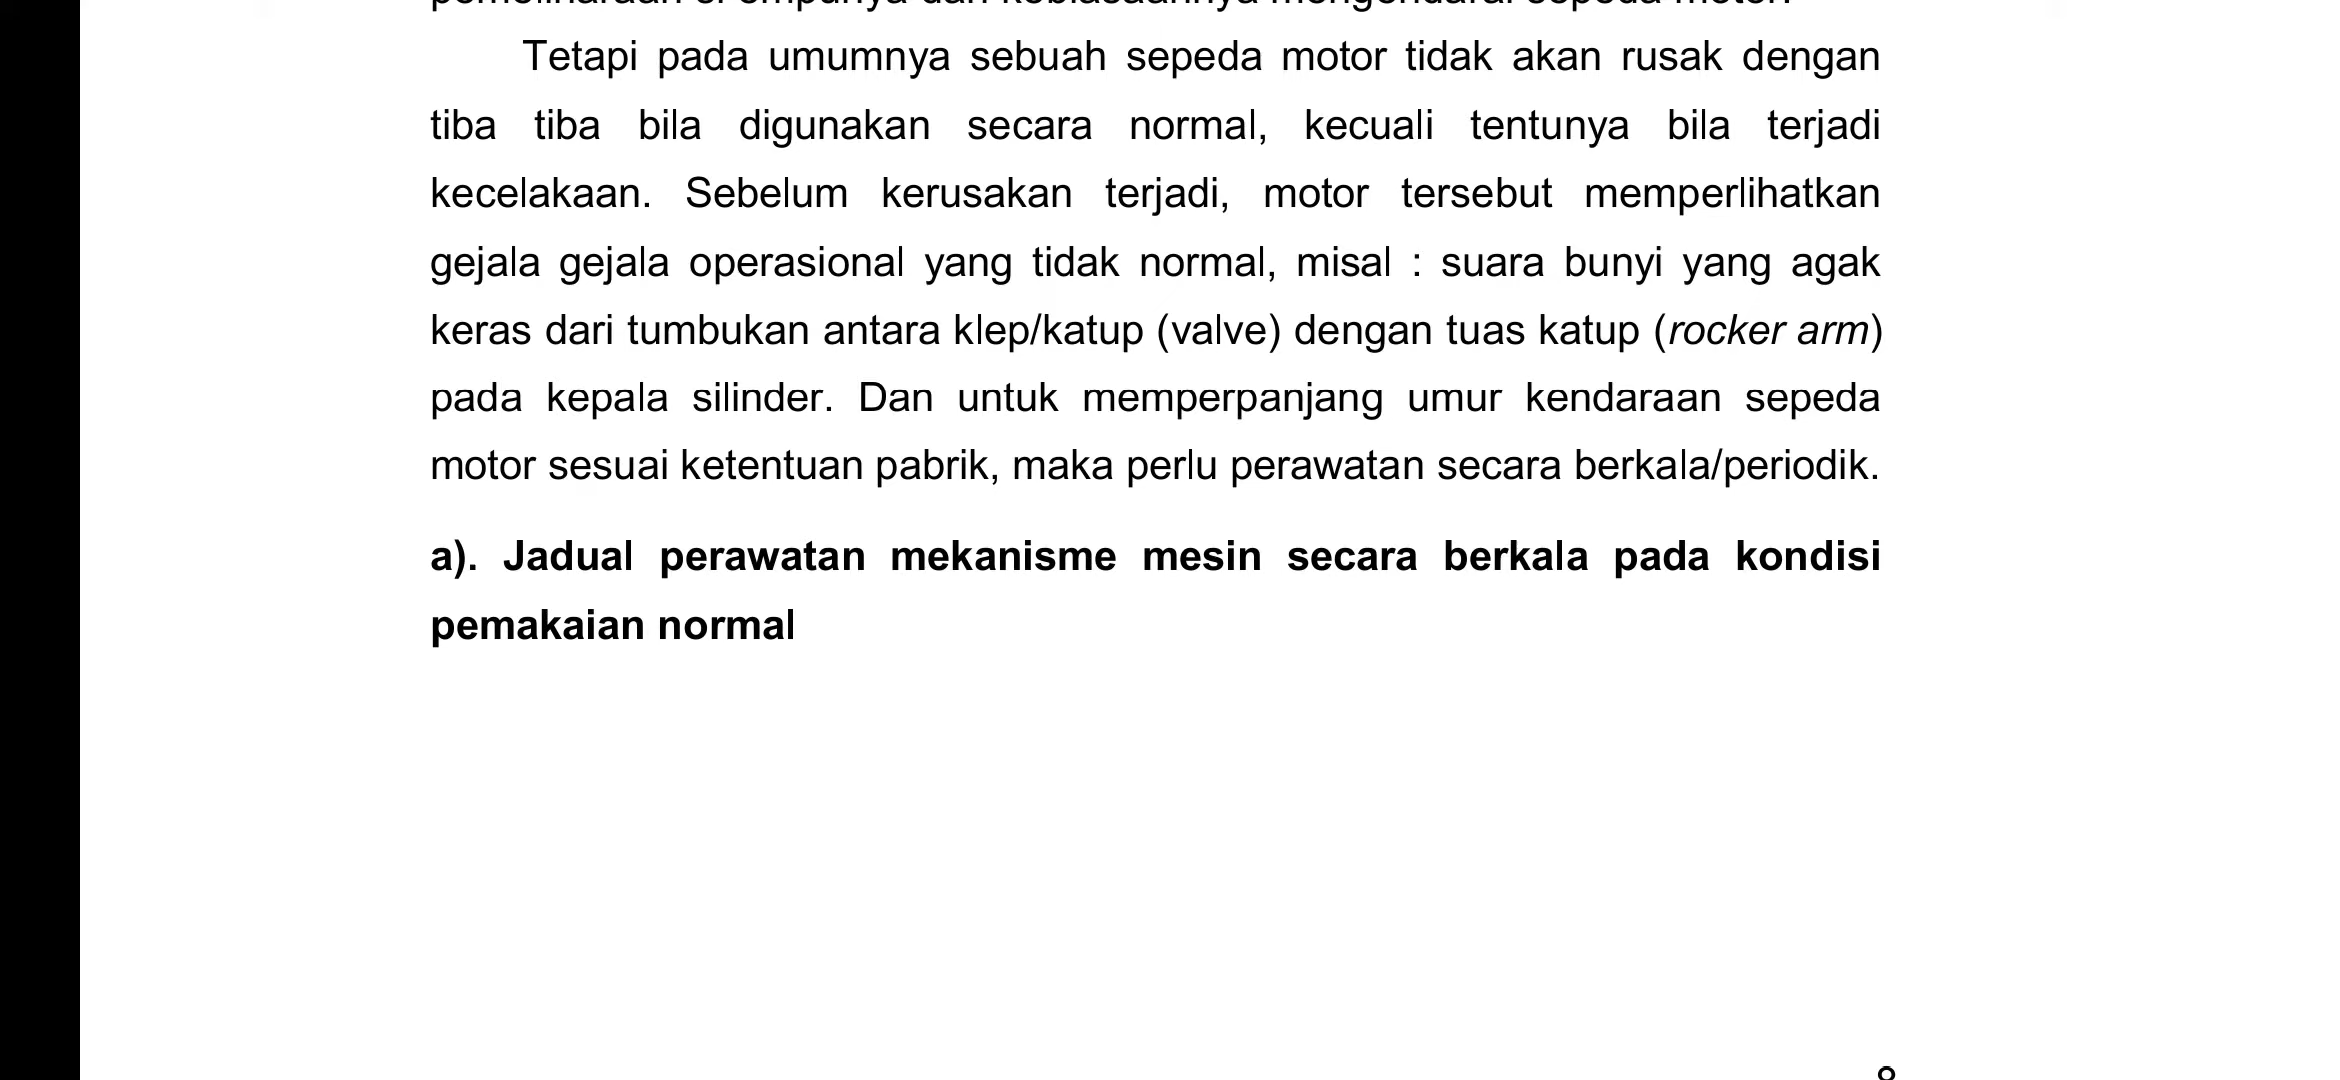 Tetapi pada umumnya sebuah sepeda motor tidak akan rusak dengan
tiba tiba bila digunakan secara normal, kecuali tentunya bila terjadi
kecelakaan. Sebelum kerusakan terjadi, motor tersebut memperlihatkan
gejala gejala operasional yang tidak normal, misal : suara bunyi yang agak
keras dari tumbukan antara klep/katup (valve) dengan tuas katup (rocker arm)
pada kepala silinder. Dan untuk memperpanjang umur kendaraan sepeda
motor sesuai ketentuan pabrik, maka perlu perawatan secara berkala/periodik.
a). Jadual perawatan mekanisme mesin secara berkala pada kondisi
pemakaian normal